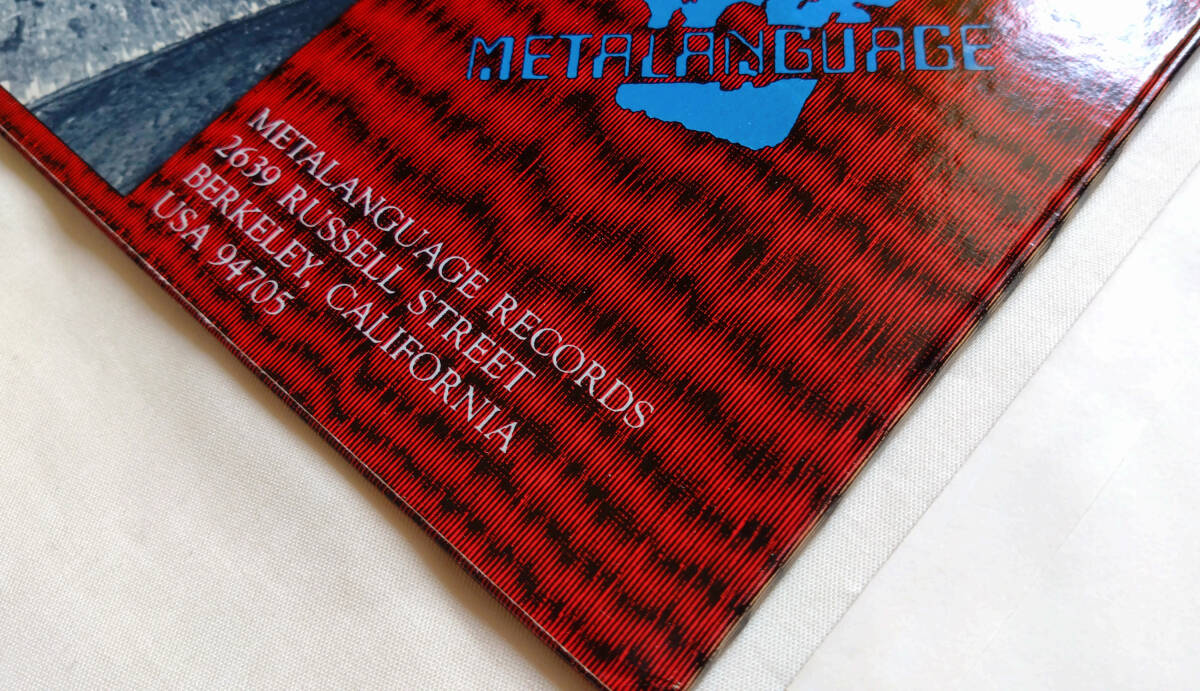 METALANGUAGE
METALANGUAGE RECORDS
2639 RUSSELL STREET
BERKELEY, CALIFORNIA
USA 94705